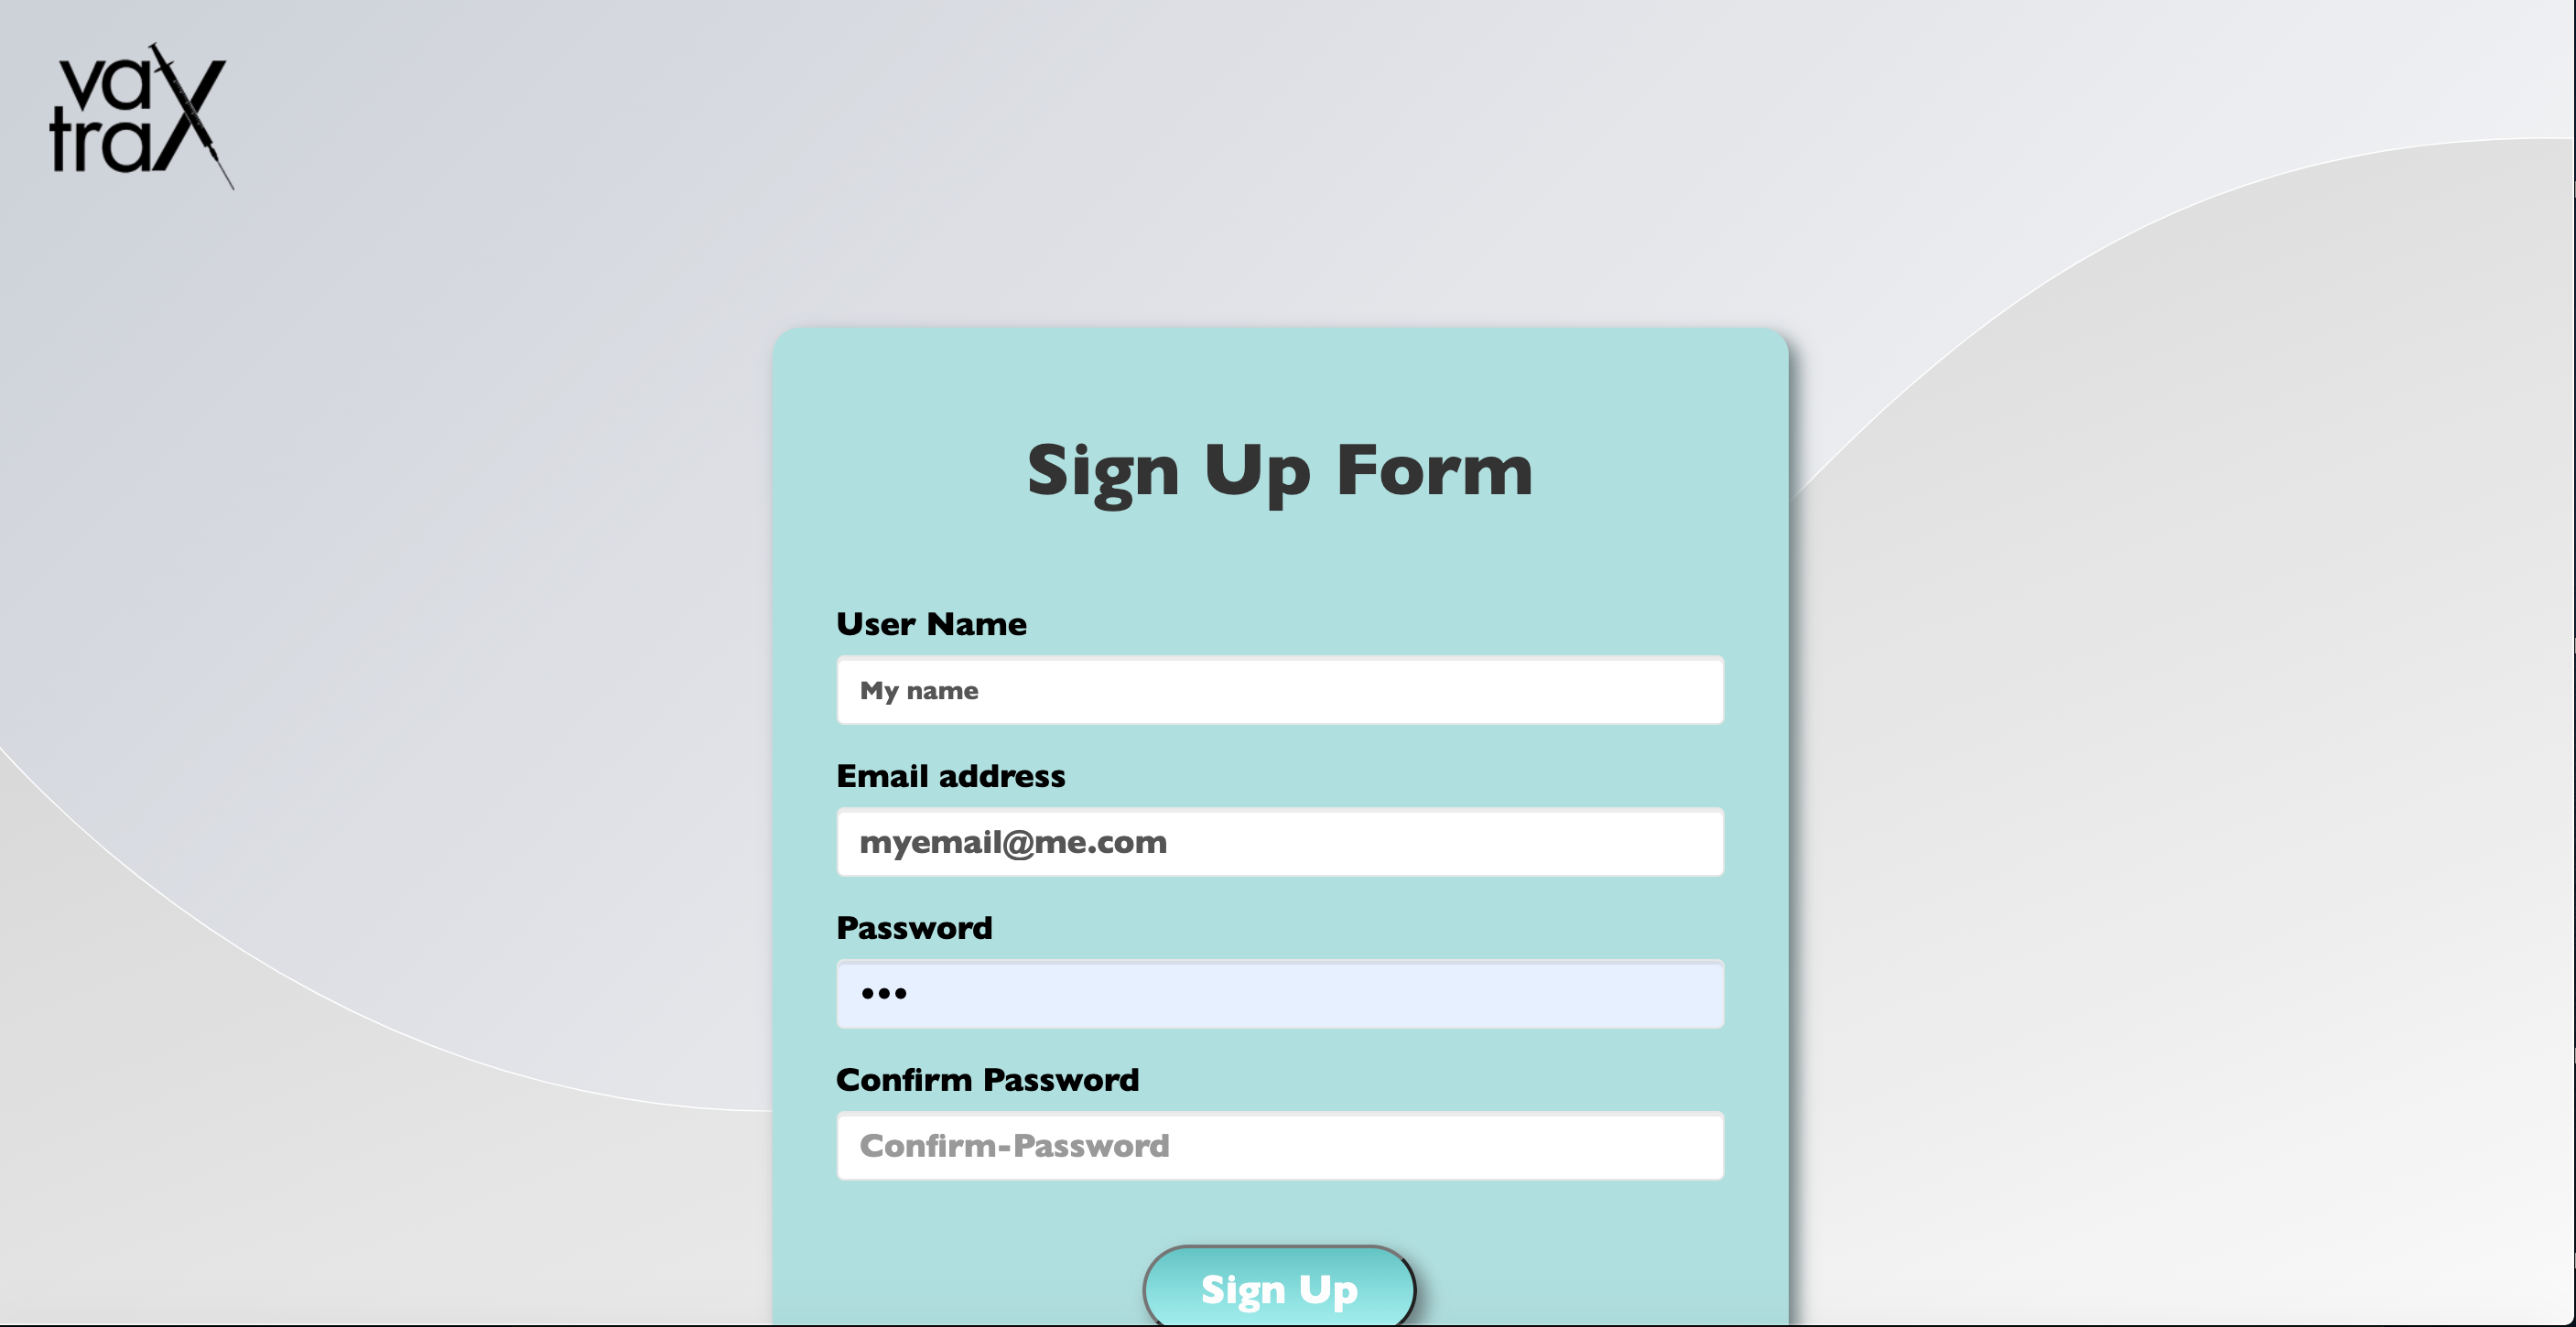 vax
trax
Sign Up Form
User Name
My name
Email address
myemail@me.com
Password
•••
Confirm Password
Confirm-Password
Sign Up